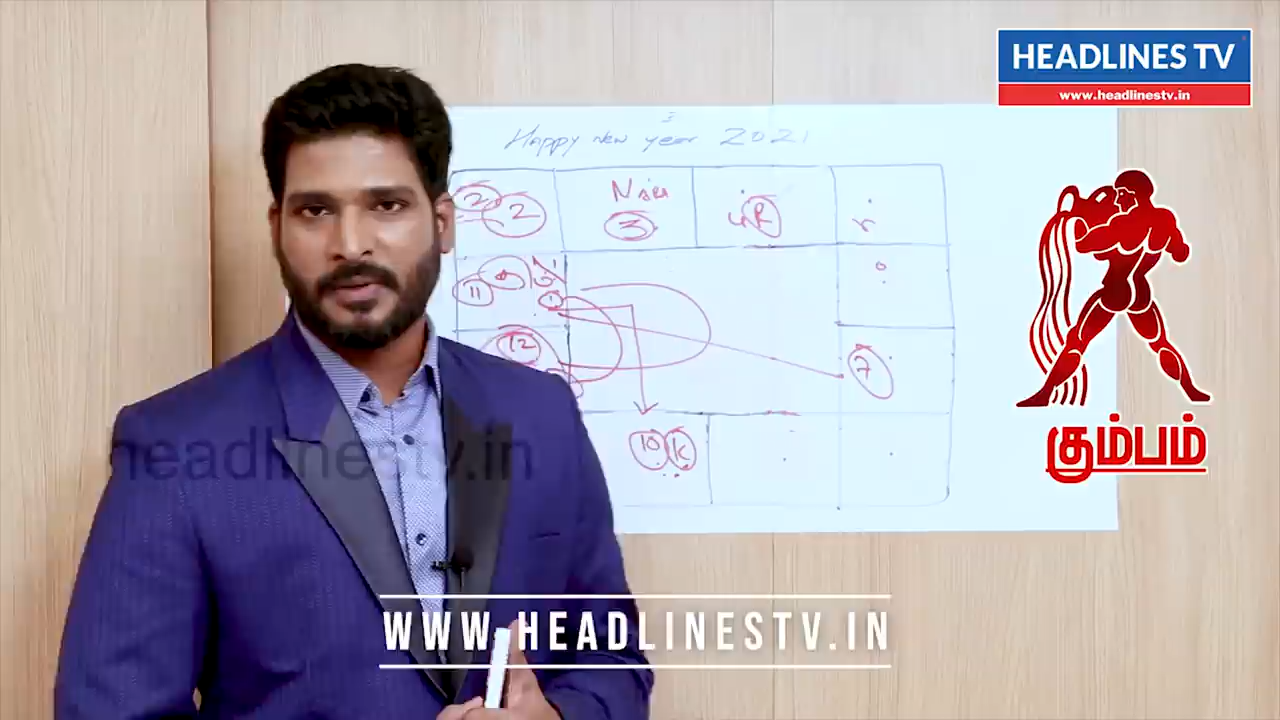 HEADLINES TV
www.headlinestv.in
Happy New year 2021
2 2
3
R
11
12
7
10 k
கும்பம்
headlinestv.in
WWW.HEADLINESTV.IN